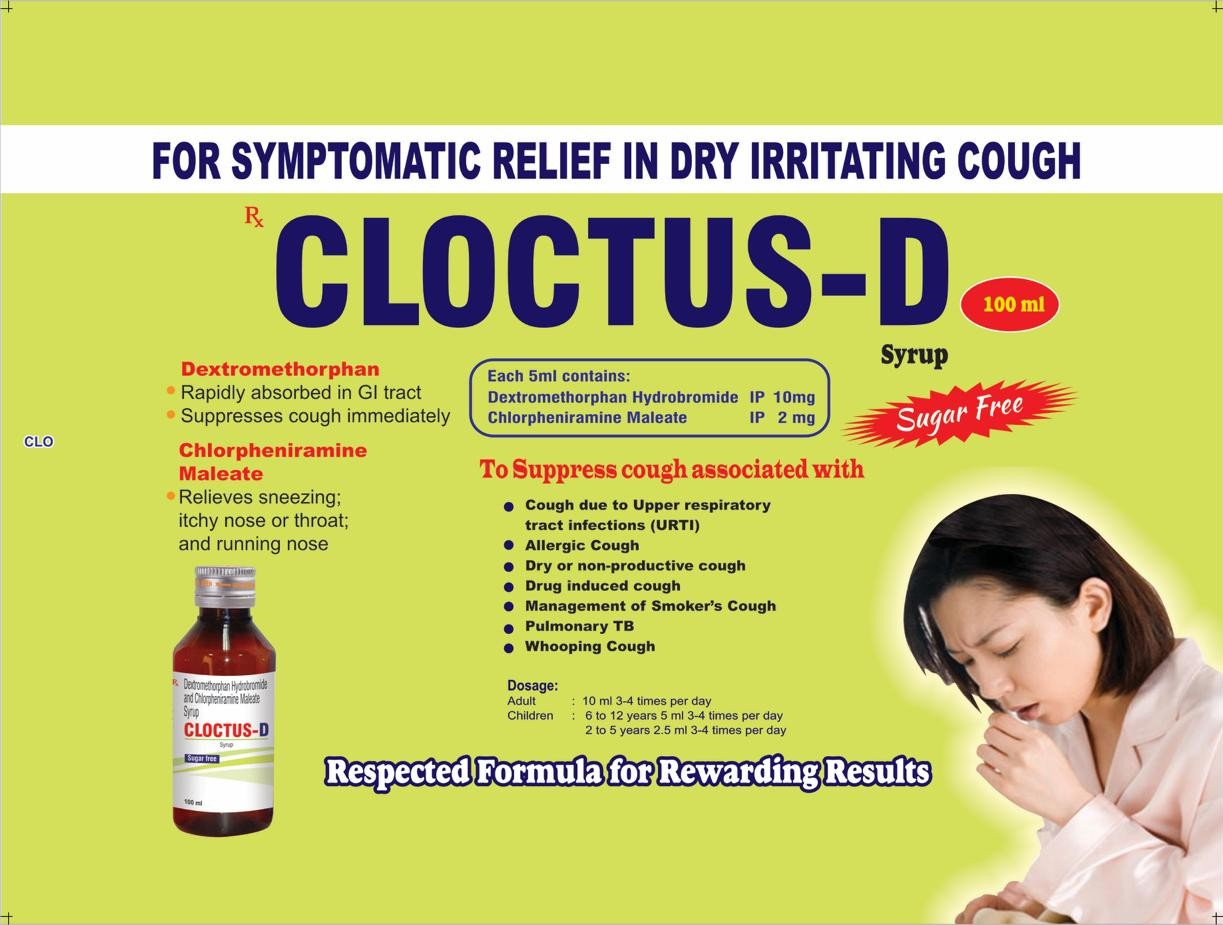 FOR SYMPTOMATIC RELIEF IN DRY IRRITATING COUGH
Rx CLOCTUS-D
100 ml
Syrup
Dextromethorphan
Rapidly absorbed in GI tract
Suppresses cough immediately
Chlorpheniramine
Maleate
Relieves sneezing;
itchy nose or throat;
and running nose
CLO
Each 5ml contains:
Dextromethorphan Hydrobromide IP 10mg
Chlorpheniramine Maleate IP 2 mg
Sugar Free
To Suppress cough associated with
Cough due to Upper respiratory
tract infections (URTI)
Allergic Cough
Dry or non-productive cough
Drug induced cough
Management of Smoker's Cough
Pulmonary TB
Whooping Cough
Dosage:
Adult : 10 ml 3-4 times per day
Children : 6 to 12 years 5 ml 3-4 times per day
2 to 5 years 2.5 ml 3-4 times per day
Rx Dextromethorphan Hydrobromide
and Chlorpheniramine Maleate
Syrup
CLOCTUS-D
Syrup
Sugar free
100 ml
Respected Formula for Rewarding Results